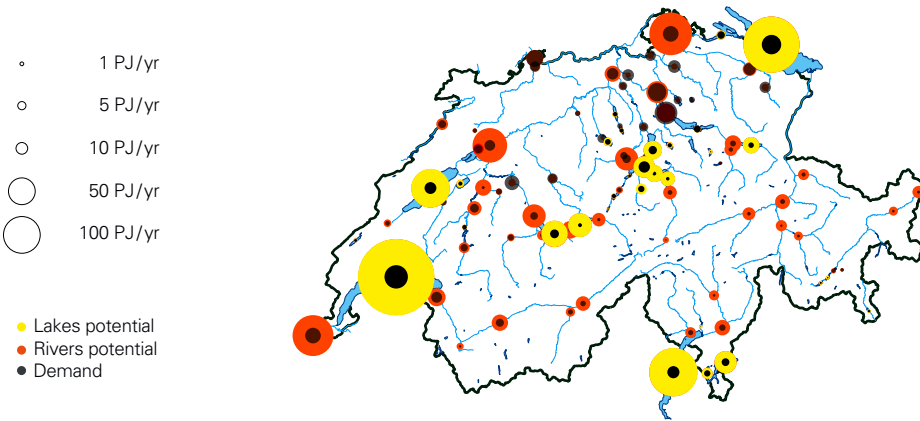 1 PJ/yr
5 PJ/yr
10 PJ/yr
50 PJ/yr
100 PJ/yr
Lakes potential
Rivers potential
Demand